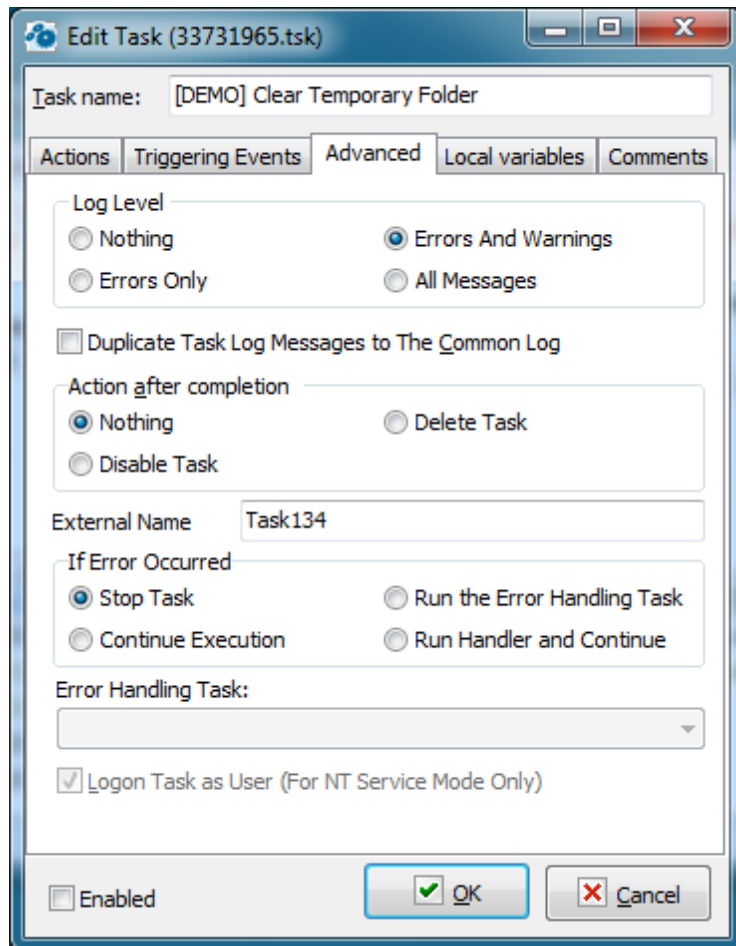 Edit Task (33731965.tsk)
Task name: [DEMO] Clear Temporary Folder
Actions Triggering Events Advanced Local variables Comments
Log Level
Nothing Errors And Warnings
Errors Only All Messages
Duplicate Task Log Messages to The Common Log
Action after completion
Nothing Delete Task
Disable Task
External Name Task134
If Error Occurred
Stop Task Run the Error Handling Task
Continue Execution Run Handler and Continue
Error Handling Task:
Logon Task as User (For NT Service Mode Only)
Enabled OK Cancel